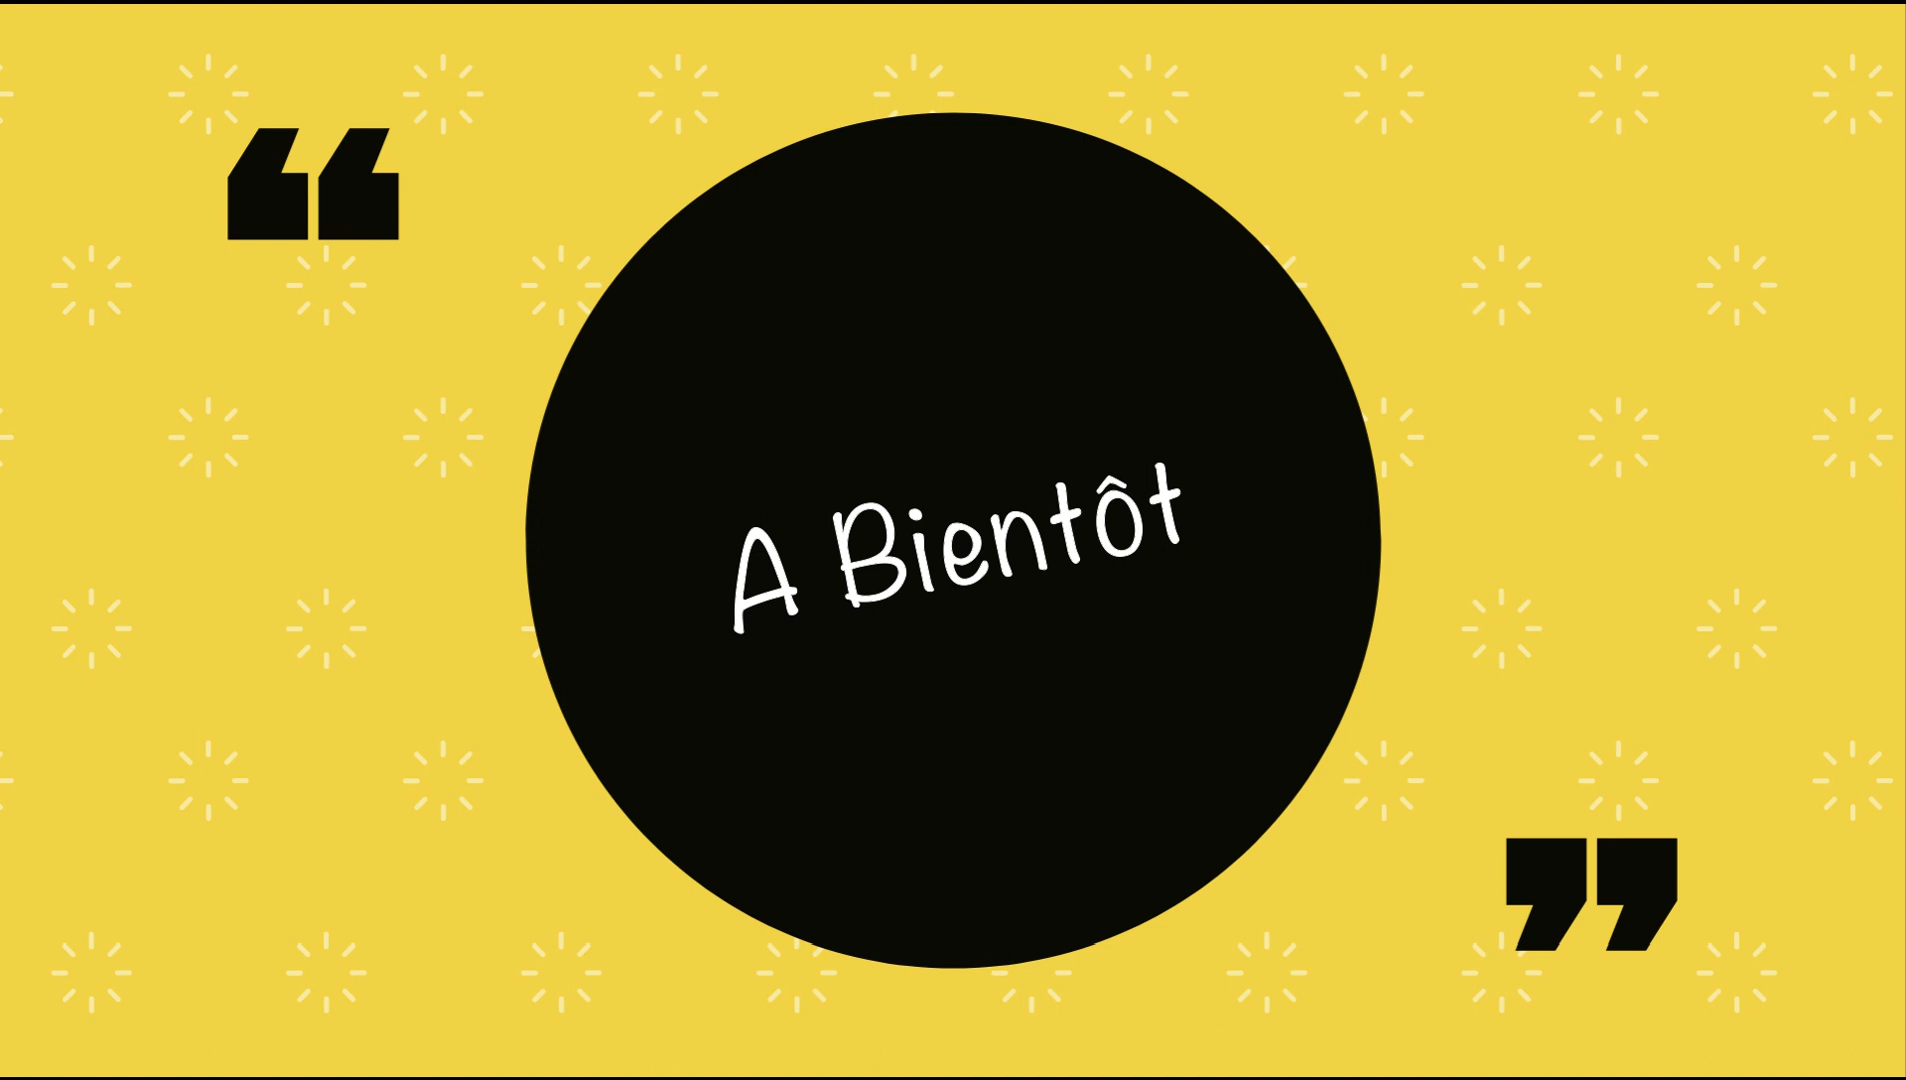 “
A Bientôt
”